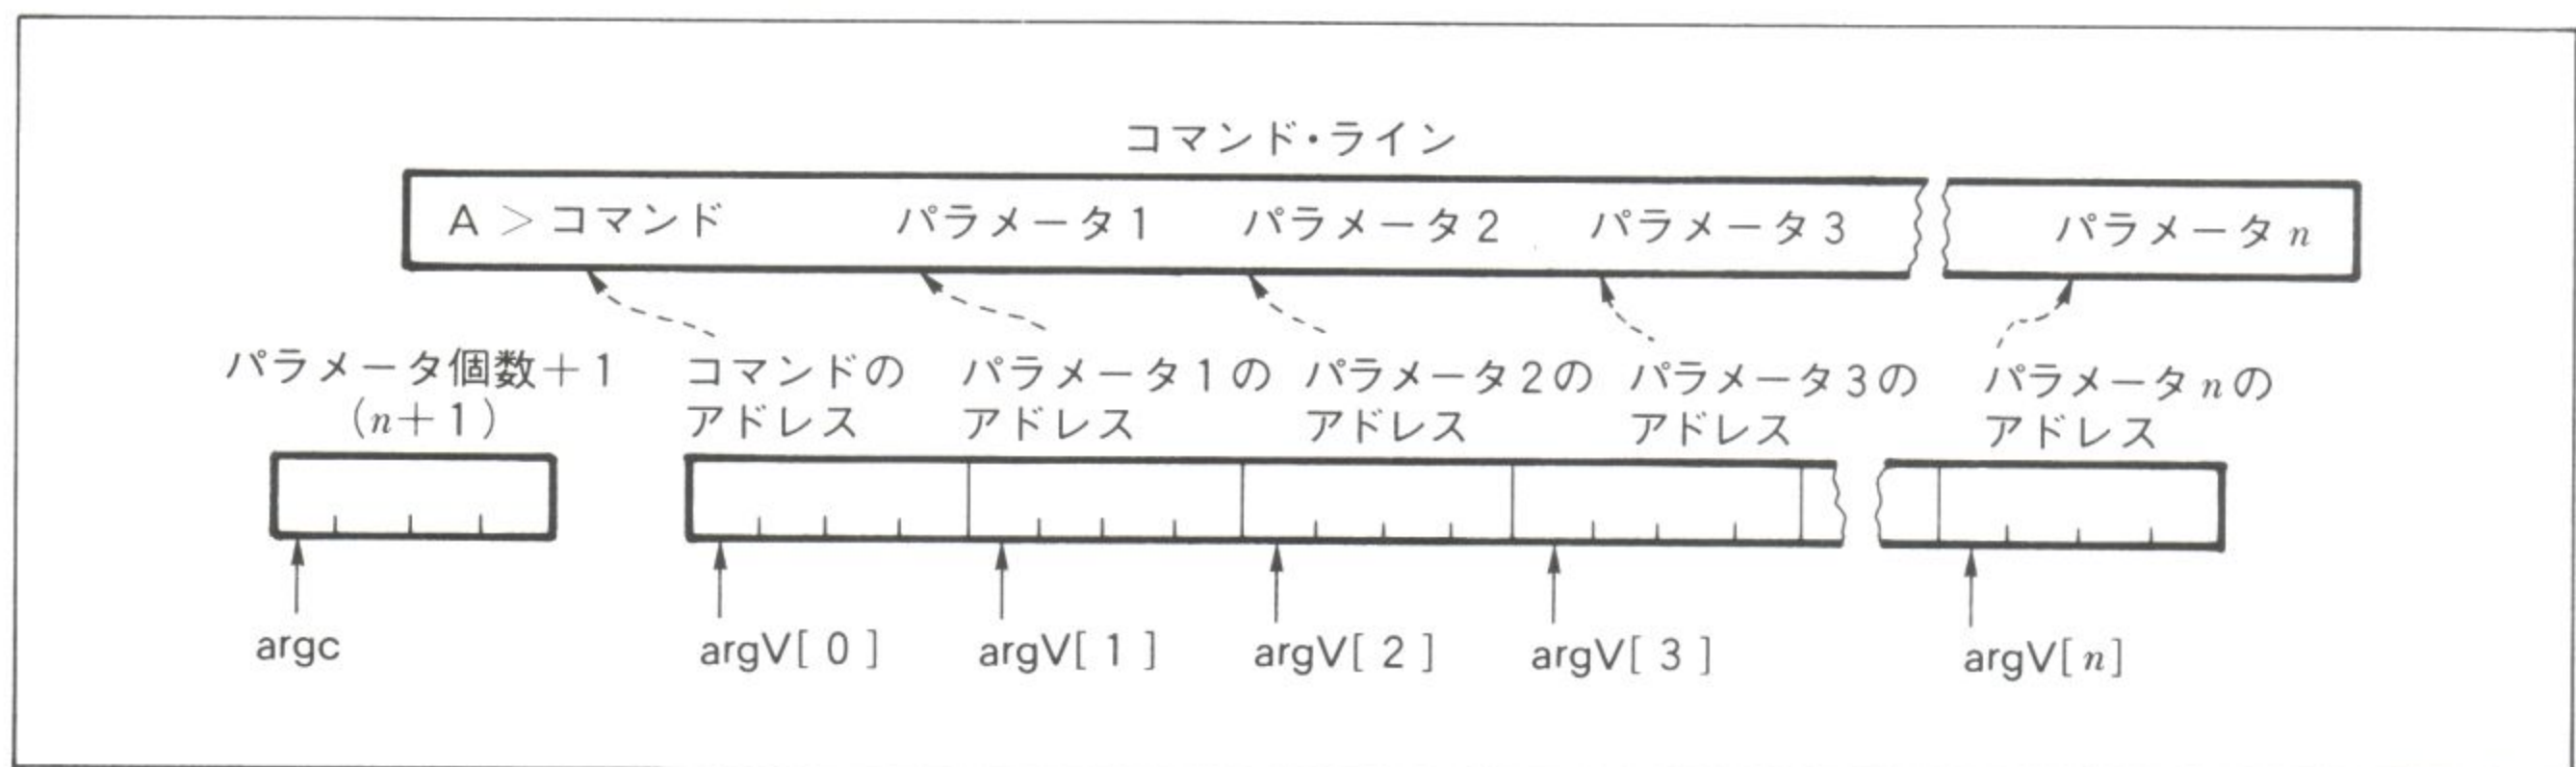 コマンド・ライン
A > コマンド パラメータ1 パラメータ2 パラメータ3 パラメータn
パラメータ個数+1
(n+1)
コマンドの
アドレス
パラメータ1の
アドレス
パラメータ2の
アドレス
パラメータ3の
アドレス
パラメータnの
アドレス
argc
argV[ 0 ]
argV[ 1 ]
argV[ 2 ]
argV[ 3 ]
argV[n]